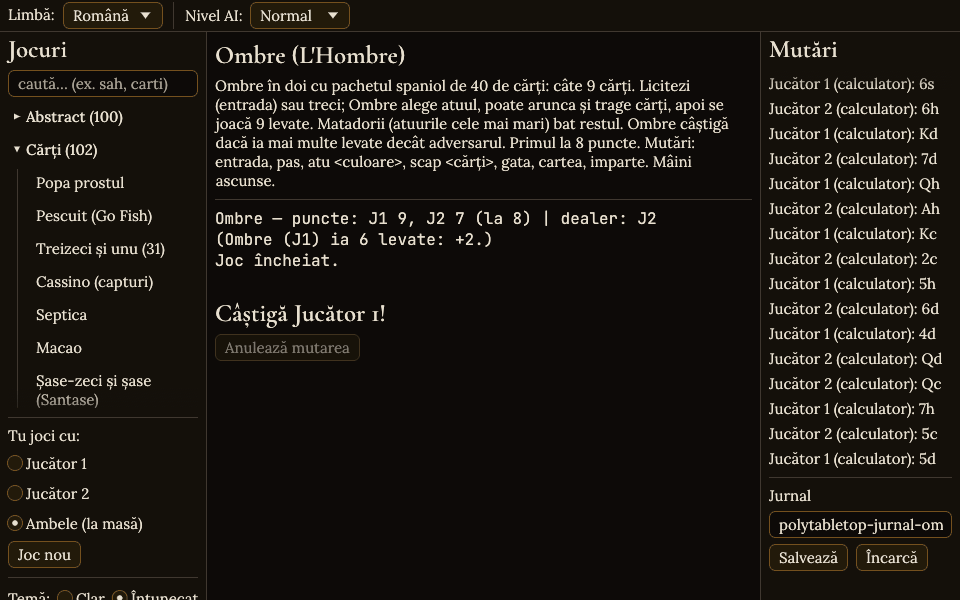 Limbă: Română ▼ Nivel AI: Normal ▼
Jocuri
caută... (ex. sah, carti)
▸ Abstract (100)
▾ Cărți (102)
Popa prostul
Pescuit (Go Fish)
Treizeci și unu (31)
Cassino (capturi)
Septica
Macao
Șase-zeci și șase
(Santase)
Tu joci cu:
Jucător 1
Jucător 2
Ambele (la masă)
Joc nou
Temă: Clar Întunecat
Ombre (L'Hombre)
Ombre în doi cu pachetul spaniol de 40 de cărți: câte 9 cărți. Licitezi
(entrada) sau treci; Ombre alege atuul, poate arunca și trage cărți, apoi se
joacă 9 levate. Matadorii (atuurile cele mai mari) bat restul. Ombre câștigă
dacă ia mai multe levate decât adversarul. Primul la 8 puncte. Mutări:
entrada, pas, atu <culoare>, scap <cărți>, gata, cartea, imparte. Mâini
ascunse.
Ombre — puncte: J1 9, J2 7 (la 8) | dealer: J2
(Ombre (J1) ia 6 levate: +2.)
Joc încheiat.
Câștigă Jucător 1!
Anulează mutarea
Mutări
Jucător 1 (calculator): 6s
Jucător 2 (calculator): 6h
Jucător 1 (calculator): Kd
Jucător 2 (calculator): 7d
Jucător 1 (calculator): Qh
Jucător 2 (calculator): Ah
Jucător 1 (calculator): Kc
Jucător 2 (calculator): 2c
Jucător 1 (calculator): 5h
Jucător 2 (calculator): 6d
Jucător 1 (calculator): 4d
Jucător 2 (calculator): Qd
Jucător 2 (calculator): Qc
Jucător 1 (calculator): 7h
Jucător 2 (calculator): 5c
Jucător 1 (calculator): 5d
Jurnal
polytabletop-jurnal-om
Salvează Încarcă